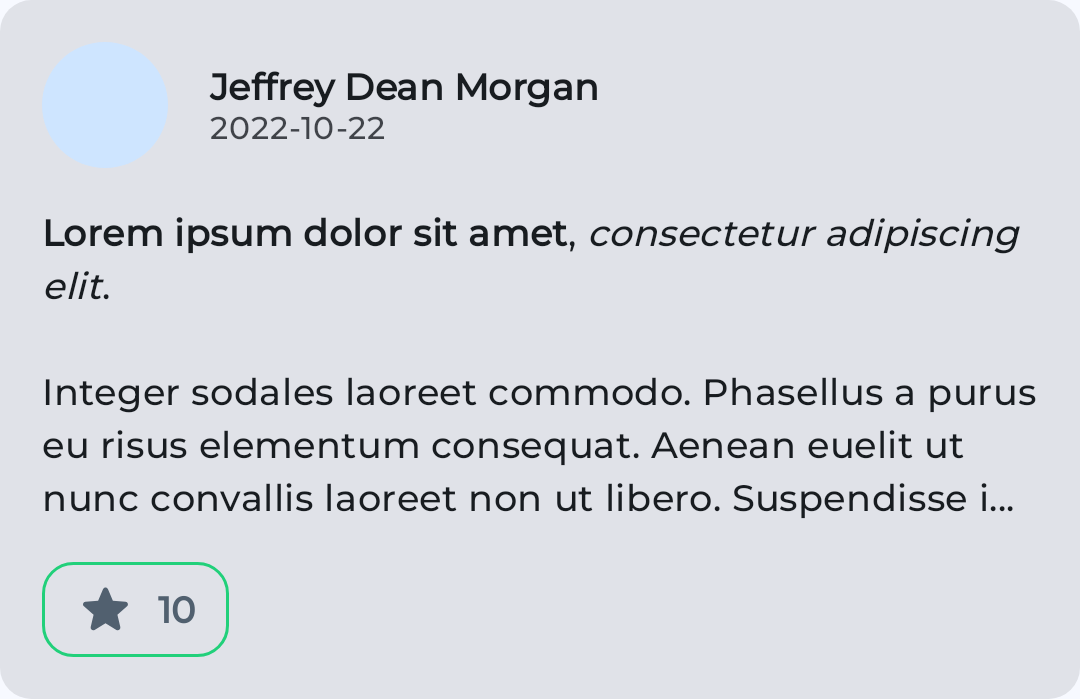 Jeffrey Dean Morgan
2022-10-22
Lorem ipsum dolor sit amet, consectetur adipiscing
elit.
Integer sodales laoreet commodo. Phasellus a purus
eu risus elementum consequat. Aenean euelit ut
nunc convallis laoreet non ut libero. Suspendisse i...
10